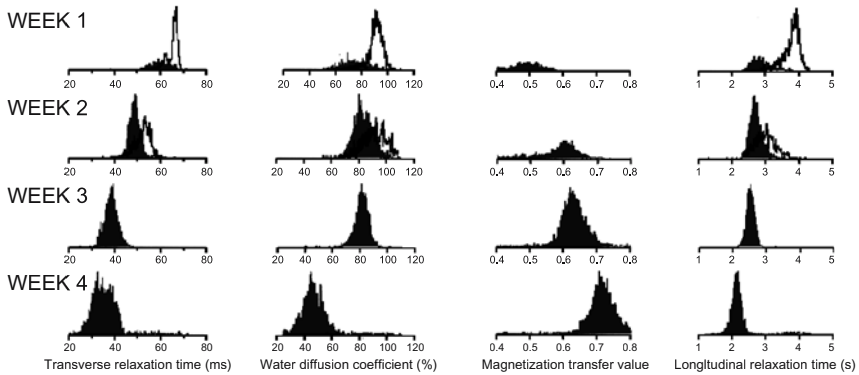 WEEK 1
20 40 60 80
20 40 60 80 100 120
0.4 0.5 0.6 0.7 0.8
1 2 3 4 5
WEEK 2
20 40 60 80
20 40 60 80 100 120
0.4 0.5 0.6 0.7 0.8
1 2 3 4 5
WEEK 3
20 40 60 80
20 40 60 80 100 120
0.4 0.5 0.6 0.7 0.8
1 2 3 4 5
WEEK 4
20 40 60 80
20 40 60 80 100 120
0.4 0.5 0.6 0.7 0.8
1 2 3 4 5
Transverse relaxation time (ms)
Water diffusion coefficient (%)
Magnetization transfer value
Longltudinal relaxation time (s)